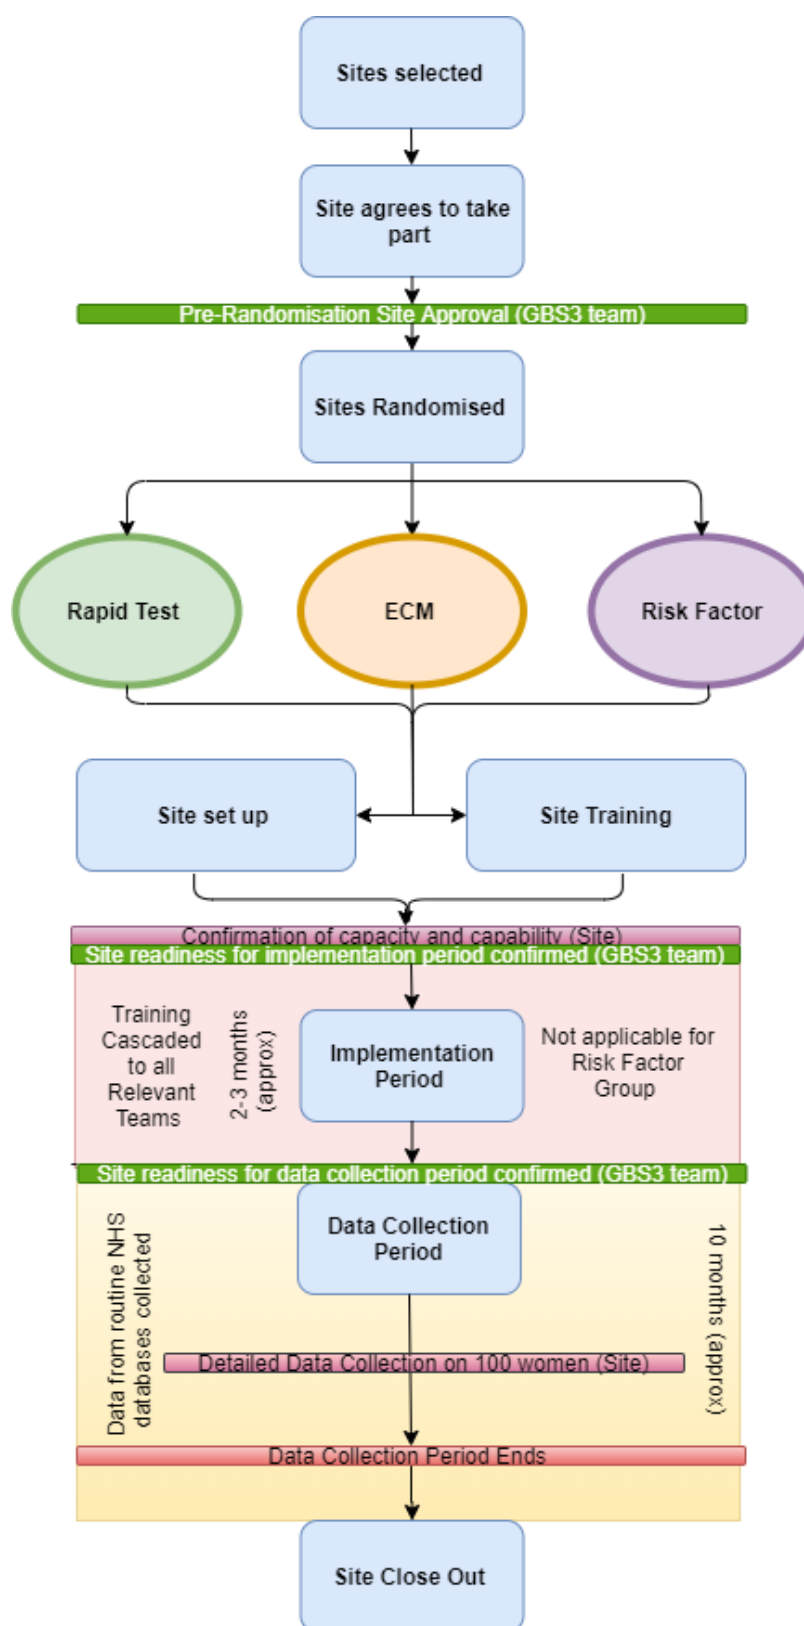 Sites selected
Site agrees to take
part
Pre-Randomisation Site Approval (GBS3 team)
Sites Randomised
Rapid Test
ECM
Risk Factor
Site set up
Site Training
Confirmation of capacity and capability (Site)
Site readiness for implementation period confirmed (GBS3 team)
Training
Cascaded
to all
Relevant
Teams
2-3 months
(approx)
Implementation
Period
Not applicable for
Risk Factor
Group
Site readiness for data collection period confirmed (GBS3 team)
Data from routine NHS
databases collected
Data Collection
Period
10 months (approx)
Detailed Data Collection on 100 women (Site)
Data Collection Period Ends
Site Close Out